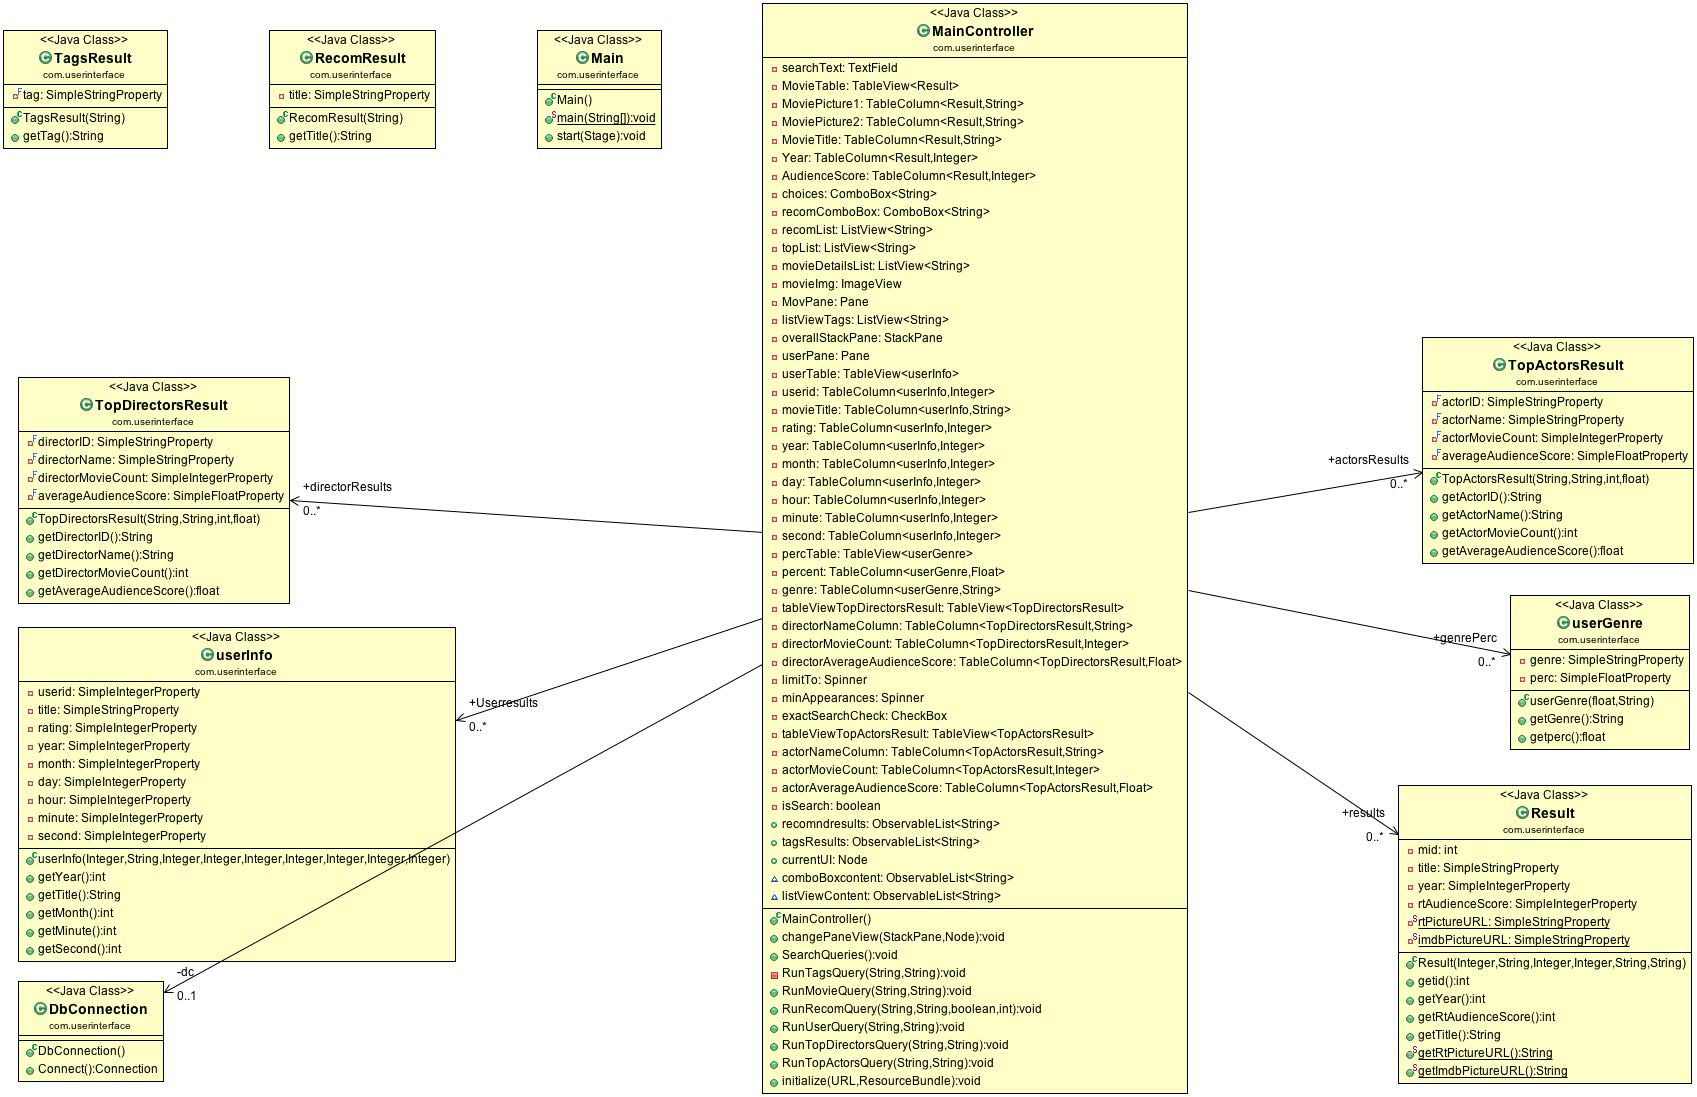 <<Java Class>>
TagsResult
com.userinterface
tag: SimpleStringProperty
TagsResult(String)
getTag():String
<<Java Class>>
RecomResult
com.userinterface
title: SimpleStringProperty
RecomResult(String)
getTitle():String
<<Java Class>>
Main
com.userinterface
Main()
main(String[]):void
start(Stage):void
<<Java Class>>
MainController
com.userinterface
searchText: TextField
MovieTable: TableView<Result>
MoviePicture1: TableColumn<Result,String>
MoviePicture2: TableColumn<Result,String>
MovieTitle: TableColumn<Result,String>
Year: TableColumn<Result,Integer>
AudienceScore: TableColumn<Result,Integer>
choices: ComboBox<String>
recomComboBox: ComboBox<String>
recomList: ListView<String>
topList: ListView<String>
movieDetailsList: ListView<String>
movieImg: ImageView
MovPane: Pane
listViewTags: ListView<String>
overallStackPane: StackPane
userPane: Pane
userTable: TableView<userInfo>
userid: TableColumn<userInfo,Integer>
movieTitle: TableColumn<userInfo,String>
rating: TableColumn<userInfo,Integer>
year: TableColumn<userInfo,Integer>
month: TableColumn<userInfo,Integer>
day: TableColumn<userInfo,Integer>
hour: TableColumn<userInfo,Integer>
minute: TableColumn<userInfo,Integer>
second: TableColumn<userInfo,Integer>
percTable: TableView<userGenre>
percent: TableColumn<userGenre,Float>
genre: TableColumn<userGenre,String>
tableViewTopDirectorsResult: TableView<TopDirectorsResult>
directorNameColumn: TableColumn<TopDirectorsResult,String>
directorMovieCount: TableColumn<TopDirectorsResult,Integer>
directorAverageAudienceScore: TableColumn<TopDirectorsResult,Float>
limitTo: Spinner
minAppearances: Spinner
exactSearchCheck: CheckBox
tableViewTopActorsResult: TableView<TopActorsResult>
actorNameColumn: TableColumn<TopActorsResult,String>
actorMovieCount: TableColumn<TopActorsResult,Integer>
actorAverageAudienceScore: TableColumn<TopActorsResult,Float>
isSearch: boolean
recomndresults: ObservableList<String>
tagsResults: ObservableList<String>
currentUI: Node
comboBoxcontent: ObservableList<String>
listViewContent: ObservableList<String>
MainController()
changePaneView(StackPane,Node):void
SearchQueries():void
RunTagsQuery(String,String):void
RunMovieQuery(String,String):void
RunRecomQuery(String,String,boolean,int):void
RunUserQuery(String,String):void
RunTopDirectorsQuery(String,String):void
RunTopActorsQuery(String,String):void
initialize(URL,ResourceBundle):void
<<Java Class>>
TopDirectorsResult
com.userinterface
directorID: SimpleStringProperty
directorName: SimpleStringProperty
directorMovieCount: SimpleIntegerProperty
averageAudienceScore: SimpleFloatProperty
TopDirectorsResult(String,String,int,float)
getDirectorID():String
getDirectorName():String
getDirectorMovieCount():int
getAverageAudienceScore():float
+directorResults
0..*
<<Java Class>>
userInfo
com.userinterface
userid: SimpleIntegerProperty
title: SimpleStringProperty
rating: SimpleIntegerProperty
year: SimpleIntegerProperty
month: SimpleIntegerProperty
day: SimpleIntegerProperty
hour: SimpleIntegerProperty
minute: SimpleIntegerProperty
second: SimpleIntegerProperty
userInfo(Integer,String,Integer,Integer,Integer,Integer,Integer,Integer,Integer)
getYear():int
getTitle():String
getMonth():int
getMinute():int
getSecond():int
+Userresults
0..*
<<Java Class>>
DbConnection
com.userinterface
DbConnection()
Connect():Connection
-dc
0..1
<<Java Class>>
TopActorsResult
com.userinterface
actorID: SimpleStringProperty
actorName: SimpleStringProperty
actorMovieCount: SimpleIntegerProperty
averageAudienceScore: SimpleFloatProperty
TopActorsResult(String,String,int,float)
getActorID():String
getActorName():String
getActorMovieCount():int
getAverageAudienceScore():float
+actorsResults
0..*
<<Java Class>>
userGenre
com.userinterface
genre: SimpleStringProperty
perc: SimpleFloatProperty
userGenre(float,String)
getGenre():String
getperc():float
+genrePerc
0..*
<<Java Class>>
Result
com.userinterface
mid: int
title: SimpleStringProperty
year: SimpleIntegerProperty
rtAudienceScore: SimpleIntegerProperty
rtPictureURL: SimpleStringProperty
imdbPictureURL: SimpleStringProperty
Result(Integer,String,Integer,Integer,String,String)
getid():int
getYear():int
getRtAudienceScore():int
getTitle():String
getRtPictureURL():String
getImdbPictureURL():String
+results
0..*